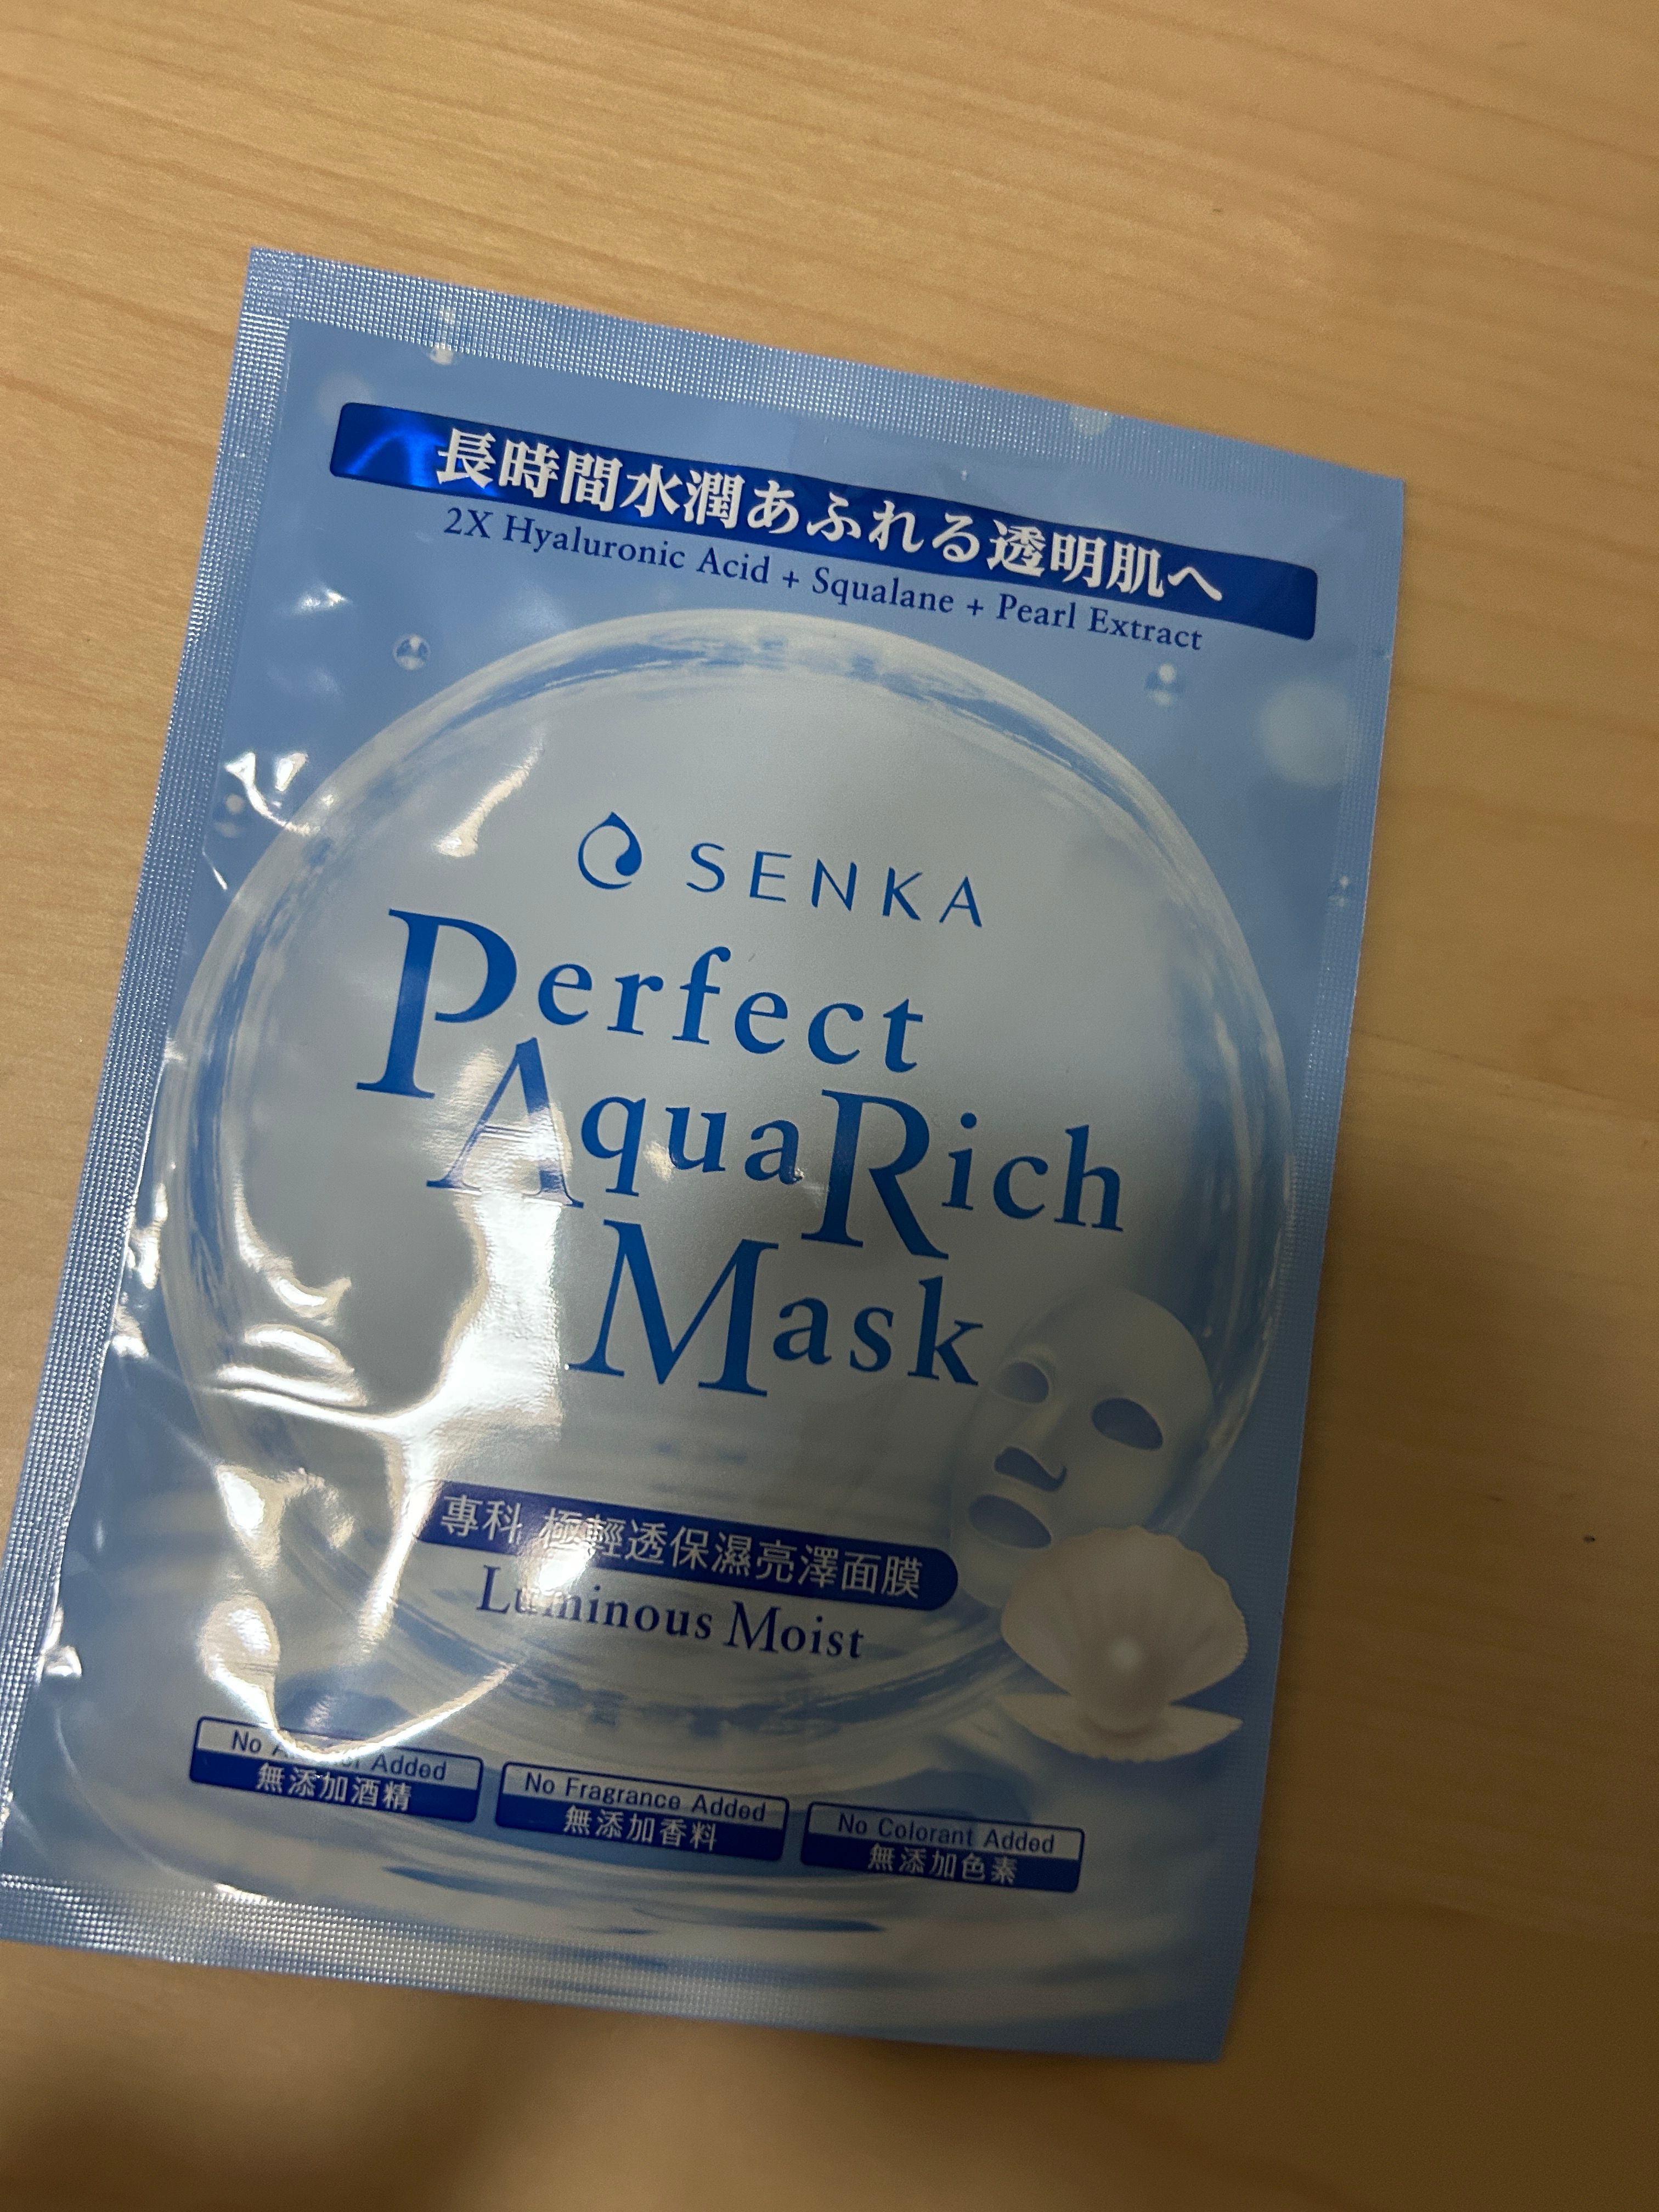 長時間水潤あふれる透明肌へ
2X Hyaluronic Acid + Squalane + Pearl Extract
SENKA
Perfect
AquaRich
Mask
專科 極輕透保濕亮澤面膜
Luminous Moist
No Added
無添加酒精
No Fragrance Added
無添加香料
No Colorant Added
無添加色素